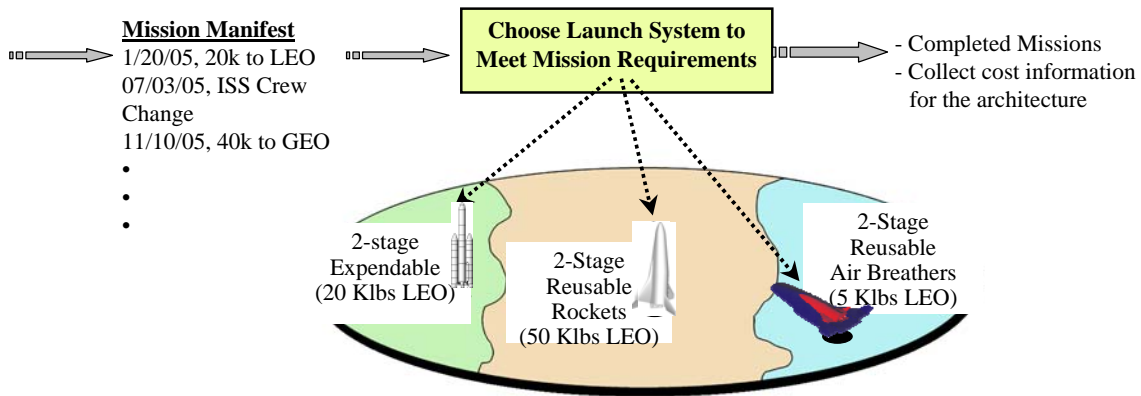 Mission Manifest
1/20/05, 20k to LEO
07/03/05, ISS Crew
Change
11/10/05, 40k to GEO
•
•
•
Choose Launch System to
Meet Mission Requirements
- Completed Missions
- Collect cost information
for the architecture
2-stage
Expendable
(20 Klbs LEO)
2-Stage
Reusable
Rockets
(50 Klbs LEO)
2-Stage
Reusable
Air Breathers
(5 Klbs LEO)